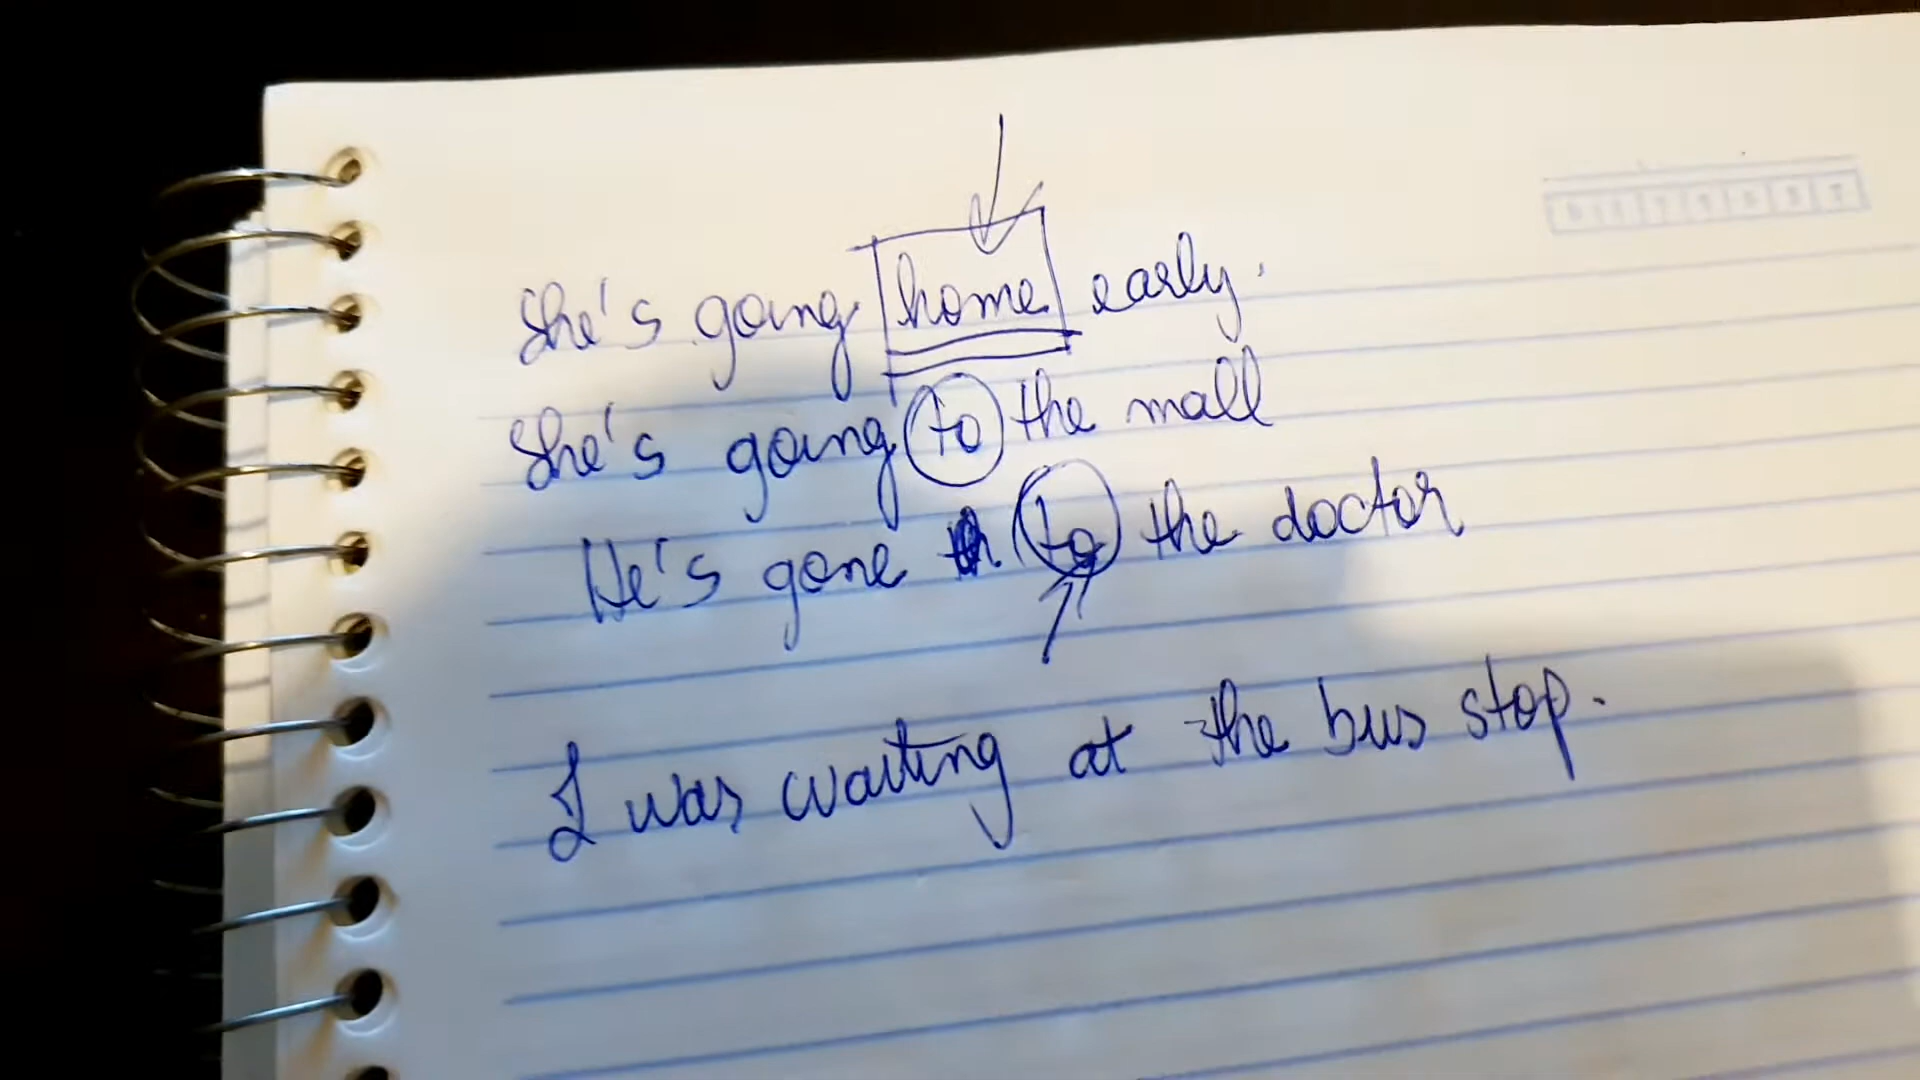 She's going home early.
She's going to the mall
He's gone to the doctor
I was waiting at the bus stop.